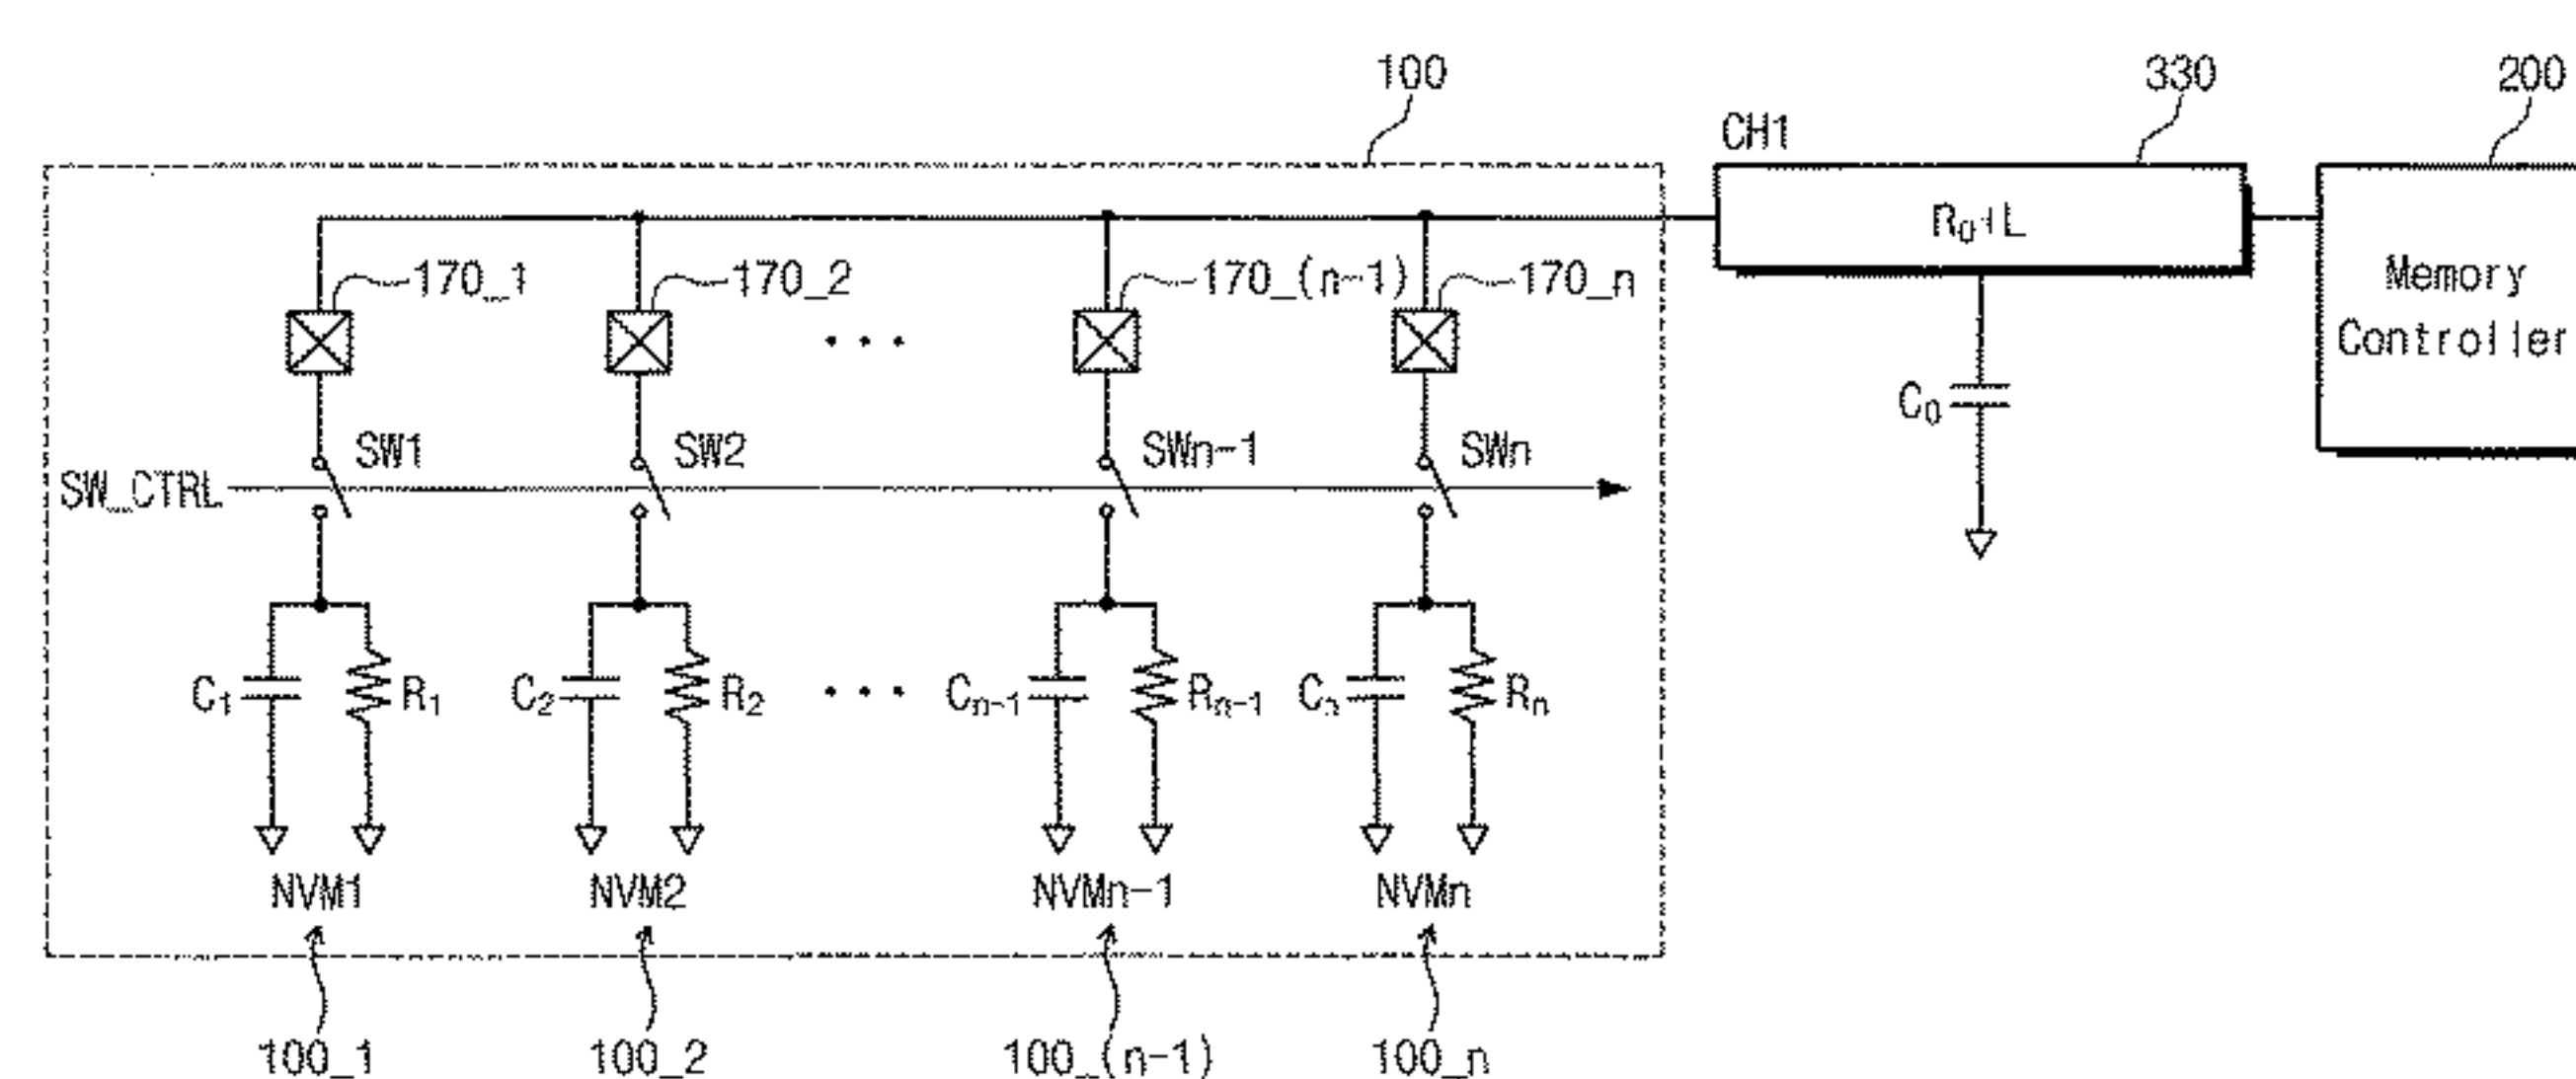 100 330 200
CH1
R₀+L
170_1 170_2 170_(n-1) 170_n
Memory
Controller
C₀
SW1 SW2 SWn-1 SWn
SW_CTRL
C₁ R₁ C₂ R₂ Cₙ₋₁ Rₙ₋₁ Cₙ Rₙ
NVM1 NVM2 NVMn-1 NVMn
100_1 100_2 100_(n-1) 100_n